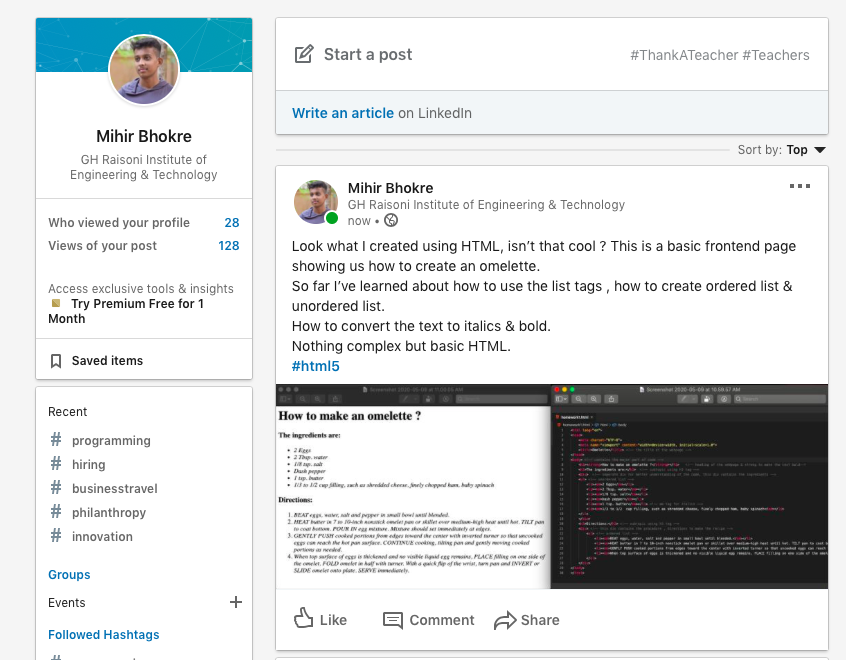 Mihir Bhokre
GH Raisoni Institute of
Engineering & Technology
Who viewed your profile 28
Views of your post 128
Access exclusive tools & insights
Try Premium Free for 1
Month
Saved items
Recent
# programming
# hiring
# businesstravel
# philanthropy
# innovation
Groups
Events +
Followed Hashtags
#
Start a post #ThankATeacher #Teachers
Write an article on LinkedIn
Sort by: Top
Mihir Bhokre
GH Raisoni Institute of Engineering & Technology
now •
Look what I created using HTML, isn't that cool ? This is a basic frontend page
showing us how to create an omelette.
So far I've learned about how to use the list tags , how to create ordered list &
unordered list.
How to convert the text to italics & bold.
Nothing complex but basic HTML.
#html5
How to make an omelette ?
The ingredients are:
• 2 Eggs
• 2 Tbsp. water
• 1/8 tsp. salt
• Dash pepper
• 1 tsp. butter
• 1/3 to 1/2 cup filling, such as shredded cheese, finely chopped ham, baby spinach
Directions:
1. BEAT eggs, water, salt and pepper in small bowl until blended.
2. HEAT butter in 7 to 10-inch nonstick omelet pan or skillet over medium-high heat until hot. TILT pan
to coat bottom. POUR in egg mixture. Mixture should set immediately at edges.
3. GENTLY PUSH cooked portions from edges toward the center with inverted turner so that uncooked
eggs can reach the hot pan surface. CONTINUE cooking, tilting pan and gently moving cooked
portions as needed.
4. When top surface of eggs is thickened and no visible liquid egg remains, PLACE filling on one side of
the omelet. FOLD omelet in half with turner. With a quick flip of the wrist, turn pan and INVERT or
SLIDE omelet onto plate. SERVE immediately.
Like Comment Share